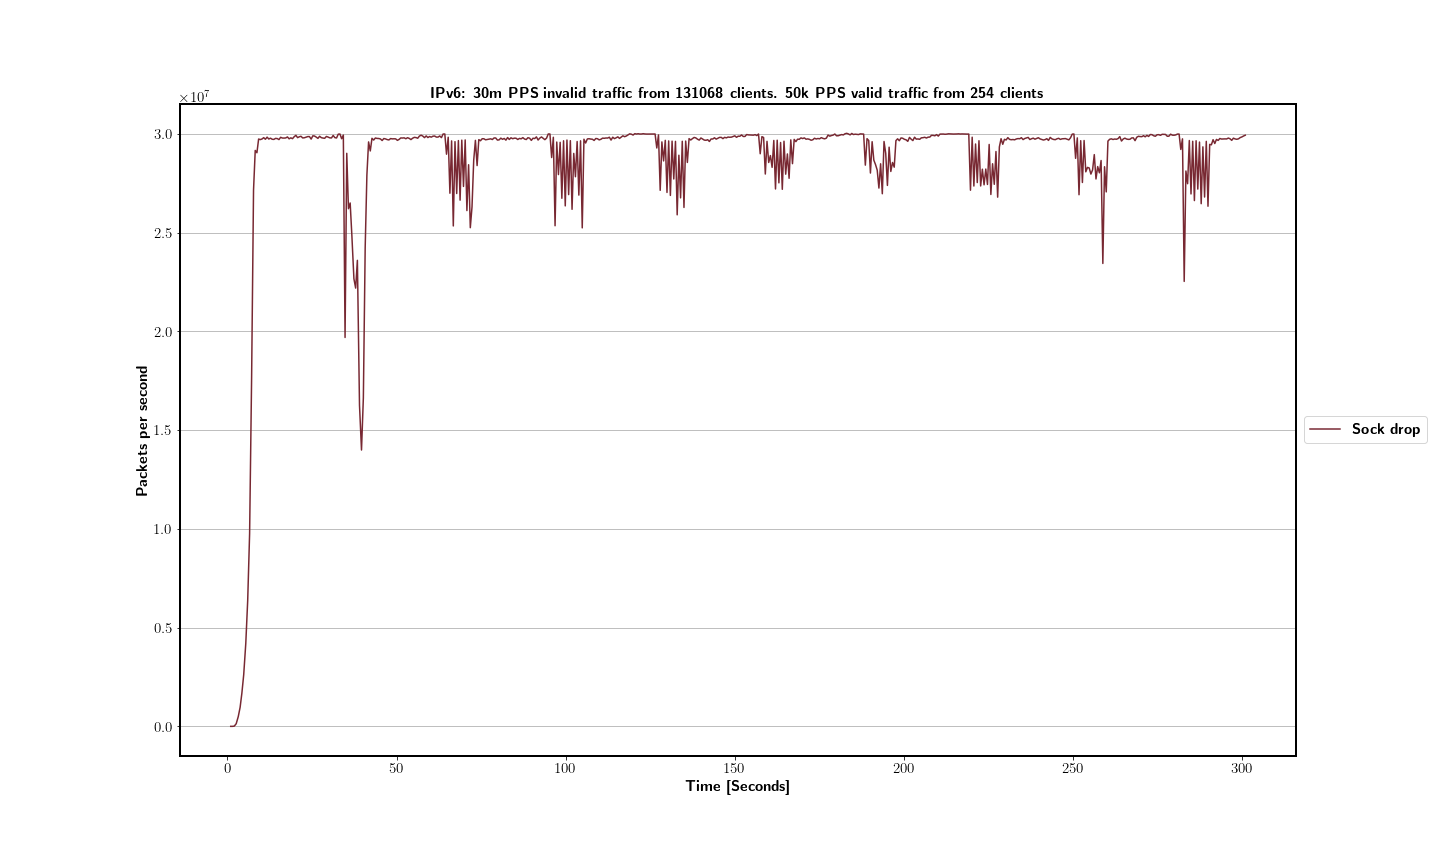 IPv6: 30m PPS invalid traffic from 131068 clients. 50k PPS valid traffic from 254 clients
×10⁷
3.0
2.5
2.0
1.5
1.0
0.5
0.0
Packets per second
0 50 100 150 200 250 300
Time [Seconds]
Sock drop